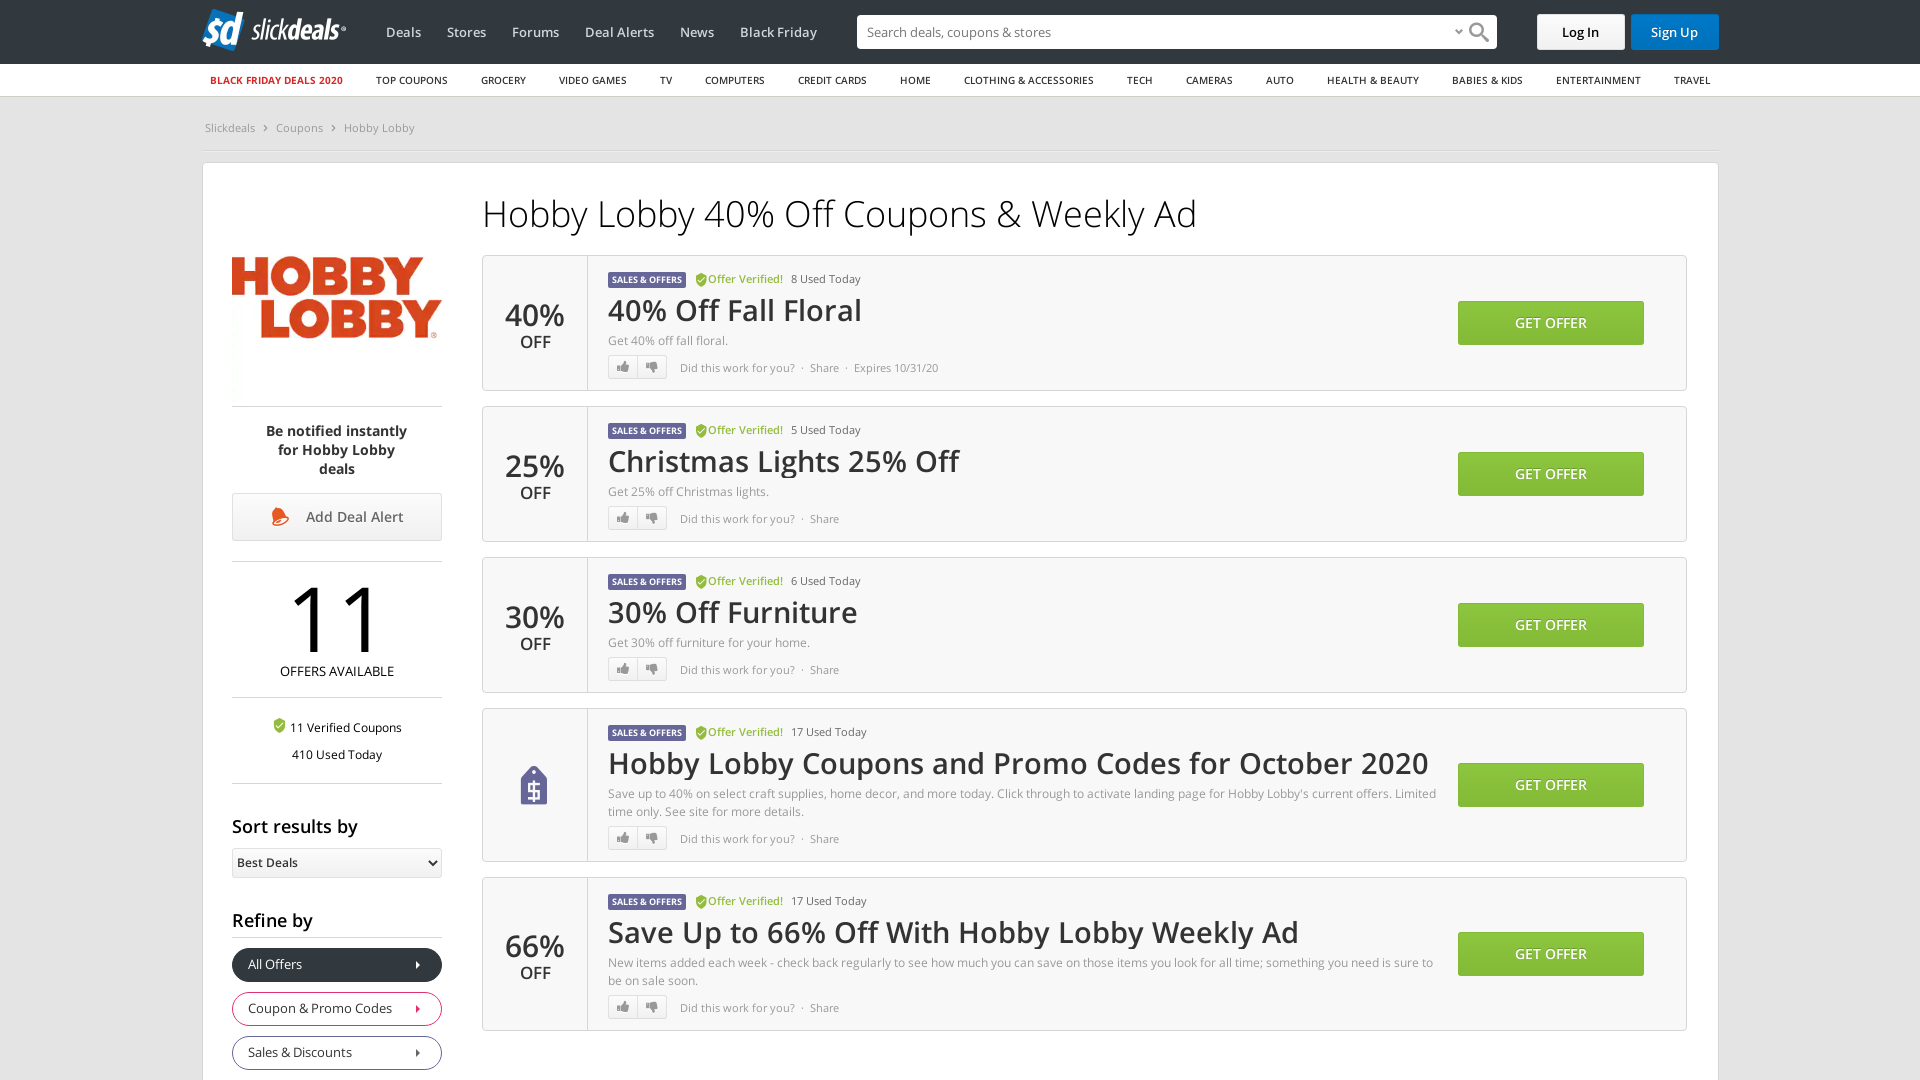 sd slickdeals
Deals Stores Forums Deal Alerts News Black Friday
Search deals, coupons & stores
Log In Sign Up
BLACK FRIDAY DEALS 2020 TOP COUPONS GROCERY VIDEO GAMES TV COMPUTERS CREDIT CARDS HOME CLOTHING & ACCESSORIES TECH CAMERAS AUTO HEALTH & BEAUTY BABIES & KIDS ENTERTAINMENT TRAVEL
Slickdeals › Coupons › Hobby Lobby
HOBBY
LOBBY®
Be notified instantly
for Hobby Lobby
deals
Add Deal Alert
11
OFFERS AVAILABLE
11 Verified Coupons
410 Used Today
Sort results by
Best Deals
Refine by
All Offers
Coupon & Promo Codes
Sales & Discounts
Hobby Lobby 40% Off Coupons & Weekly Ad
40%
OFF
SALES & OFFERS Offer Verified! 8 Used Today
40% Off Fall Floral
Get 40% off fall floral.
Did this work for you? · Share · Expires 10/31/20
GET OFFER
25%
OFF
SALES & OFFERS Offer Verified! 5 Used Today
Christmas Lights 25% Off
Get 25% off Christmas lights.
Did this work for you? · Share
GET OFFER
30%
OFF
SALES & OFFERS Offer Verified! 6 Used Today
30% Off Furniture
Get 30% off furniture for your home.
Did this work for you? · Share
GET OFFER
$
SALES & OFFERS Offer Verified! 17 Used Today
Hobby Lobby Coupons and Promo Codes for October 2020
Save up to 40% on select craft supplies, home decor, and more today. Click through to activate landing page for Hobby Lobby's current offers. Limited
time only. See site for more details.
Did this work for you? · Share
GET OFFER
66%
OFF
SALES & OFFERS Offer Verified! 17 Used Today
Save Up to 66% Off With Hobby Lobby Weekly Ad
New items added each week - check back regularly to see how much you can save on those items you look for all time; something you need is sure to
be on sale soon.
Did this work for you? · Share
GET OFFER